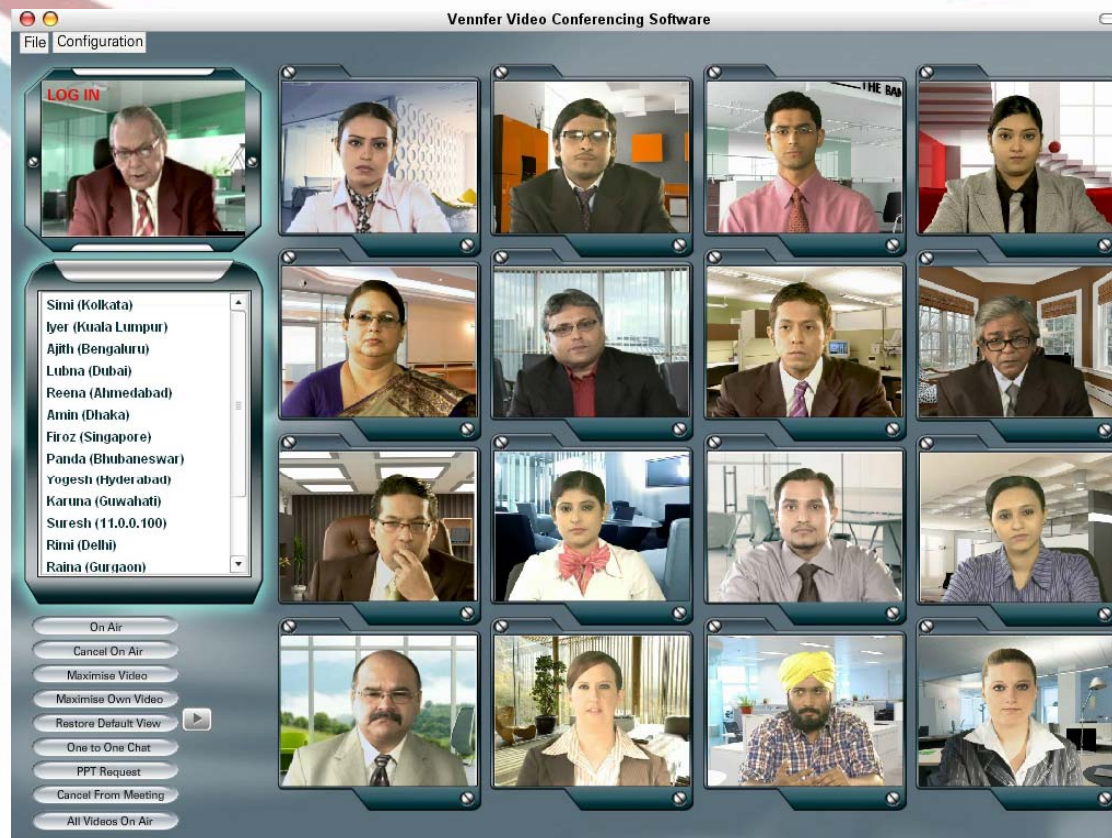 Vennfer Video Conferencing Software
File Configuration
LOG IN
THE BAN
Simi (Kolkata)
Iyer (Kuala Lumpur)
Ajith (Bengaluru)
Lubna (Dubai)
Reena (Ahmedabad)
Amin (Dhaka)
Firoz (Singapore)
Panda (Bhubaneswar)
Yogesh (Hyderabad)
Karuna (Guwahati)
Suresh (11.0.0.100)
Rimi (Delhi)
Raina (Gurgaon)
On Air
Cancel On Air
Maximise Video
Maximise Own Video
Restore Default View
One to One Chat
PPT Request
Cancel From Meeting
All Videos On Air